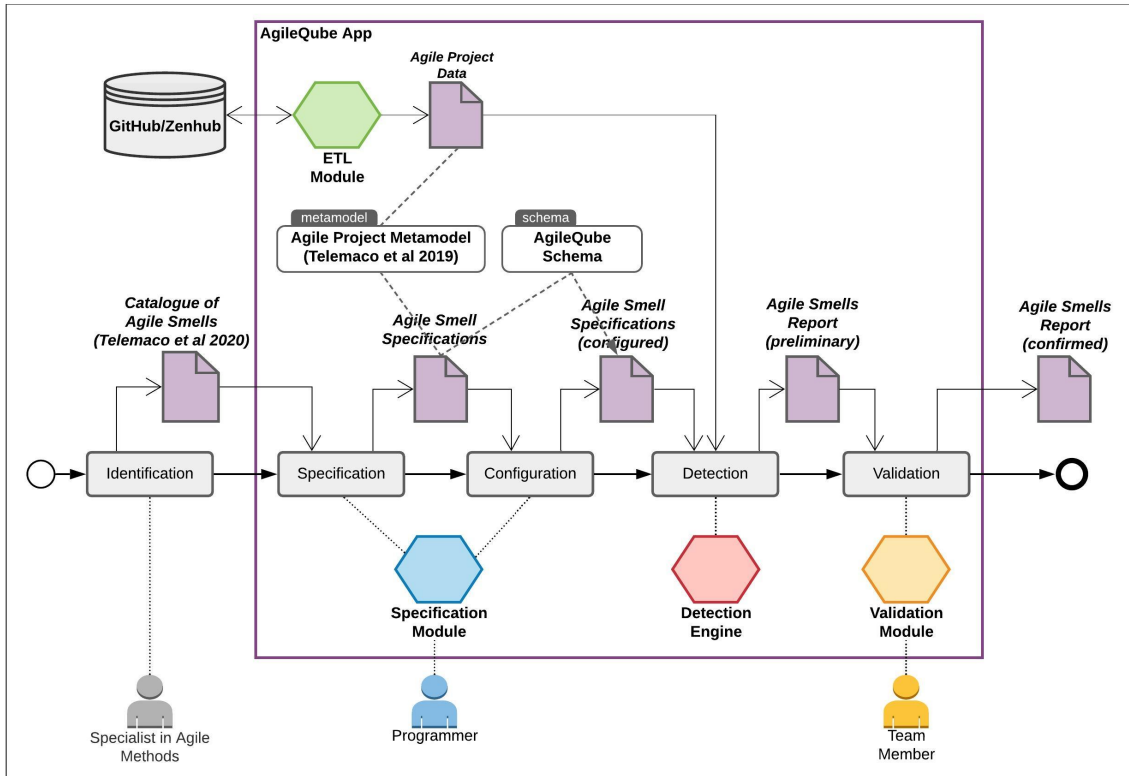 AgileQube App
Agile Project
Data
GitHub/Zenhub
ETL
Module
metamodel
Agile Project Metamodel
(Telemaco et al 2019)
schema
AgileQube
Schema
Catalogue of
Agile Smells
(Telemaco et al 2020)
Agile Smell
Specifications
Agile Smell
Specifications
(configured)
Agile Smells
Report
(preliminary)
Agile Smells
Report
(confirmed)
Identification
Specification
Configuration
Detection
Validation
Specification
Module
Detection
Engine
Validation
Module
Specialist in Agile
Methods
Programmer
Team
Member